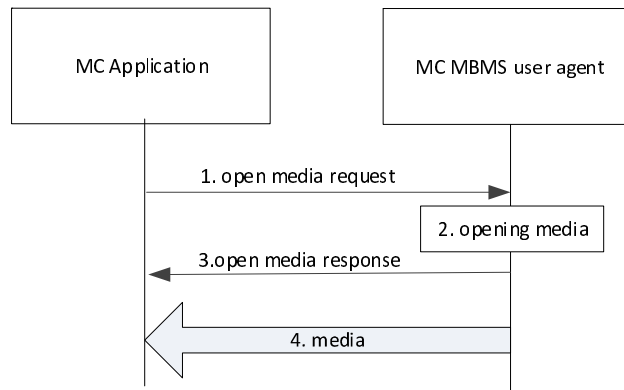 MC Application
MC MBMS user agent
1. open media request
2. opening media
3.open media response
4. media